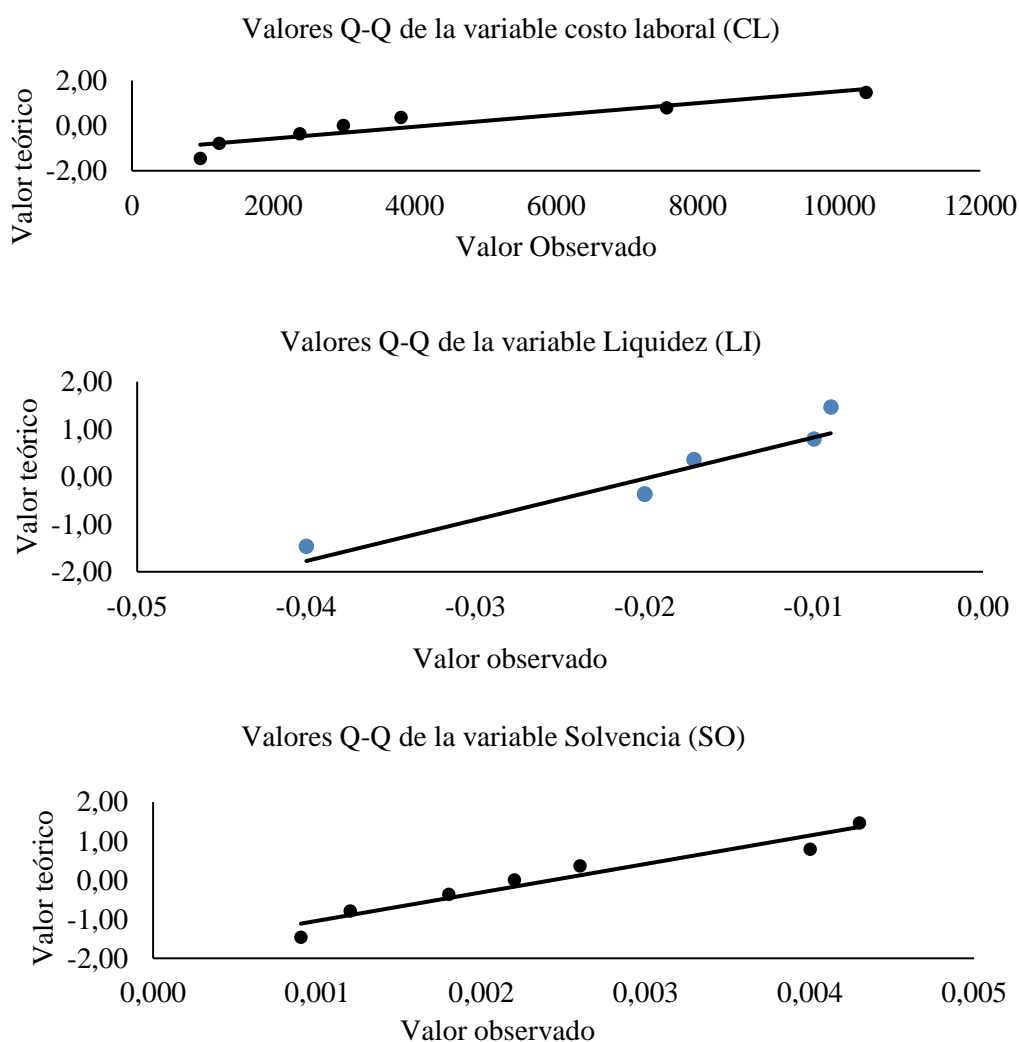 Valores Q-Q de la variable costo laboral (CL)
Valor teórico
2,00
0,00
-2,00
0 2000 4000 6000 8000 10000 12000
Valor Observado
Valores Q-Q de la variable Liquidez (LI)
Valor teórico
2,00
1,00
0,00
-1,00
-2,00
-0,05 -0,04 -0,03 -0,02 -0,01 0,00
Valor observado
Valores Q-Q de la variable Solvencia (SO)
Valor teórico
2,00
1,00
0,00
-1,00
-2,00
0,000 0,001 0,002 0,003 0,004 0,005
Valor observado